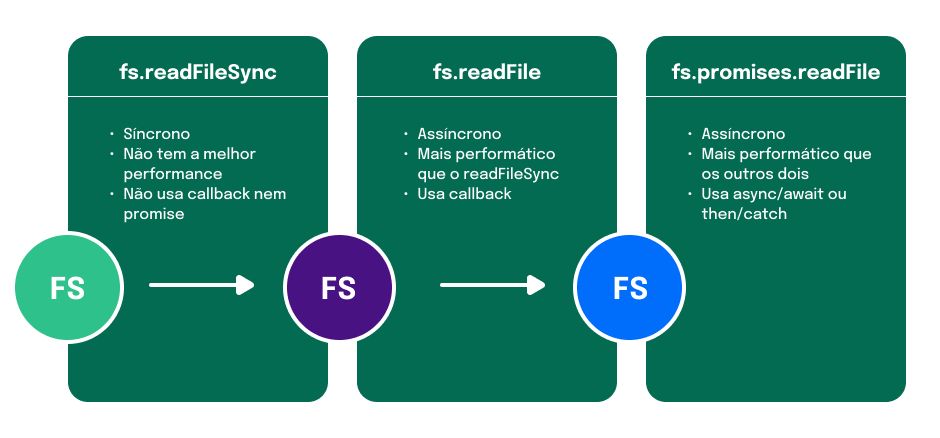 fs.readFileSync
• Síncrono
• Não tem a melhor
performance
• Não usa callback nem
promise
FS
fs.readFile
• Assíncrono
• Mais performático
que o readFileSync
• Usa callback
FS
fs.promises.readFile
• Assíncrono
• Mais performático que
os outros dois
• Usa async/await ou
then/catch
FS